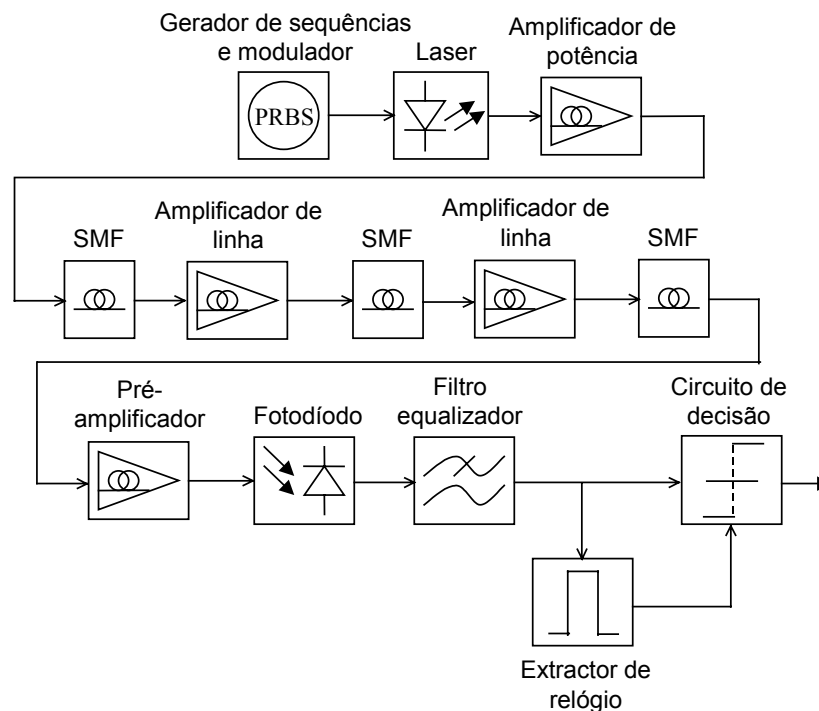 Gerador de sequências
e modulador
Laser
Amplificador de
potência
PRBS
SMF
Amplificador de
linha
SMF
Amplificador de
linha
SMF
Pré-
amplificador
Fotodíodo
Filtro
equalizador
Circuito de
decisão
Extractor de
relógio